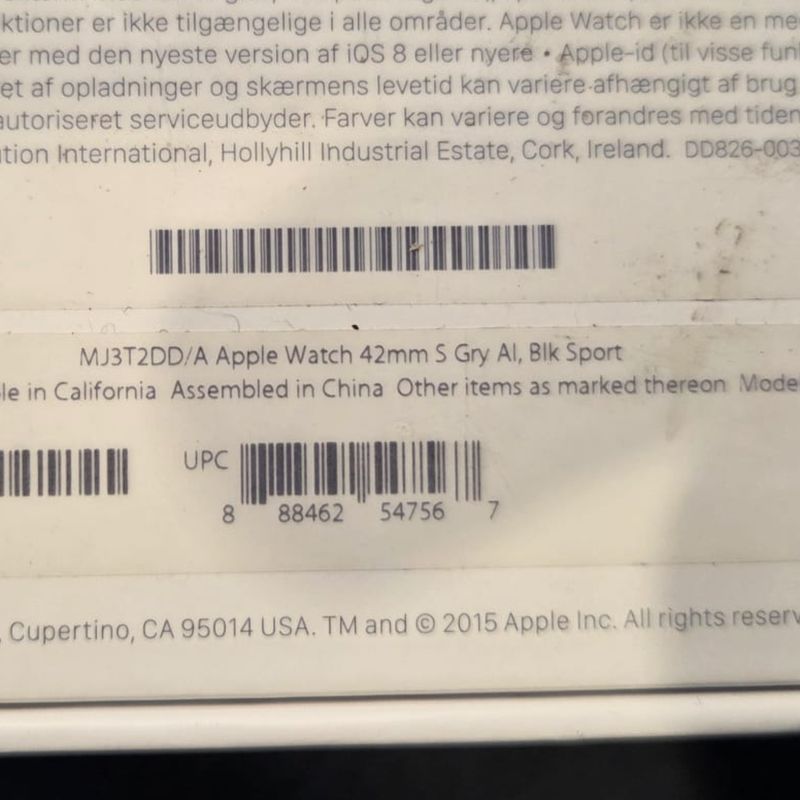 ktioner er ikke tilgængelige i alle områder. Apple Watch er ikke en me
er med den nyeste version af iOS 8 eller nyere • Apple-id (til visse funk
et af opladninger og skærmens levetid kan variere afhængigt af brug
autoriseret serviceudbyder. Farver kan variere og forandres med tiden
ution International, Hollyhill Industrial Estate, Cork, Ireland. DD826-003
MJ3T2DD/A Apple Watch 42mm S Gry Al, Blk Sport
le in California Assembled in China Other items as marked thereon Mode
UPC
8 88462 54756 7
, Cupertino, CA 95014 USA. TM and © 2015 Apple Inc. All rights reserv